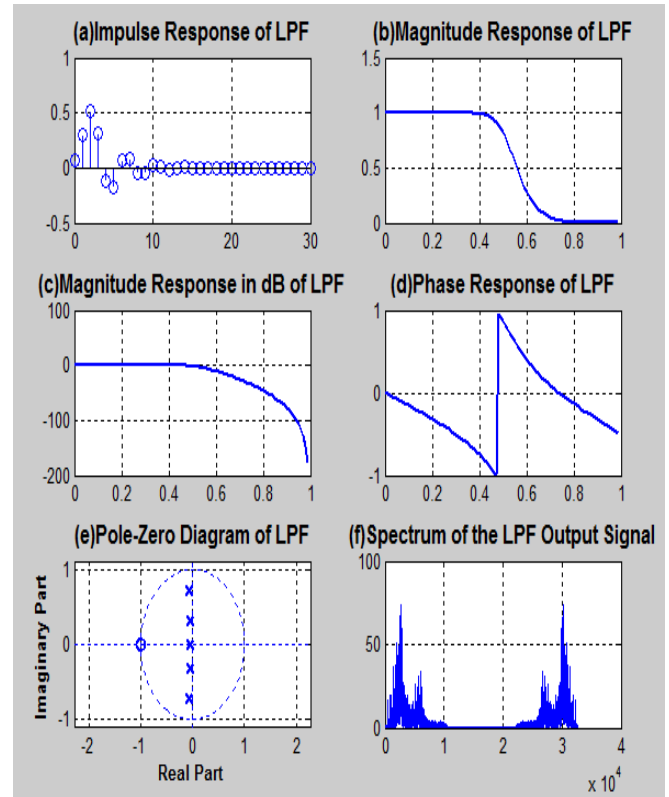 (a)Impulse Response of LPF
(b)Magnitude Response of LPF
1
0.5
0
-0.5
0 10 20 30
1.5
1
0.5
0
0 0.2 0.4 0.6 0.8 1
(c)Magnitude Response in dB of LPF
(d)Phase Response of LPF
100
0
-100
-200
0 0.2 0.4 0.6 0.8 1
1
0
-1
0 0.2 0.4 0.6 0.8 1
(e)Pole-Zero Diagram of LPF
(f)Spectrum of the LPF Output Signal
Imaginary Part
1
0
-1
-2 -1 0 1 2
Real Part
100
50
0
0 1 2 3 40
x 10^4